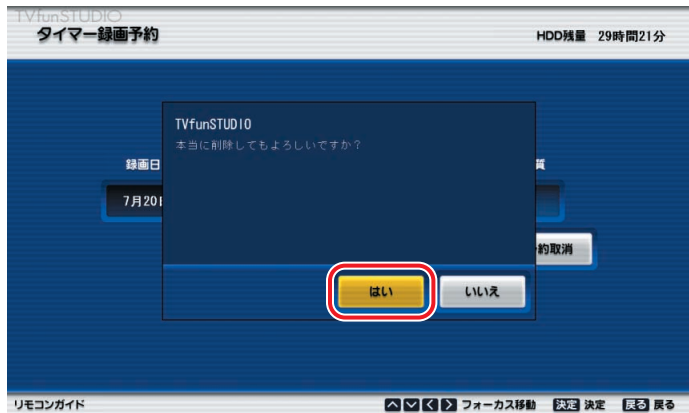 TVfunSTUDIO
タイマー録画予約
HDD残量 29時間21分
TVfunSTUDIO
本当に削除してもよろしいですか？
録画日
質
7月20日
約取消
はい
いいえ
リモコンガイド
フォーカス移動 決定 決定 戻る 戻る